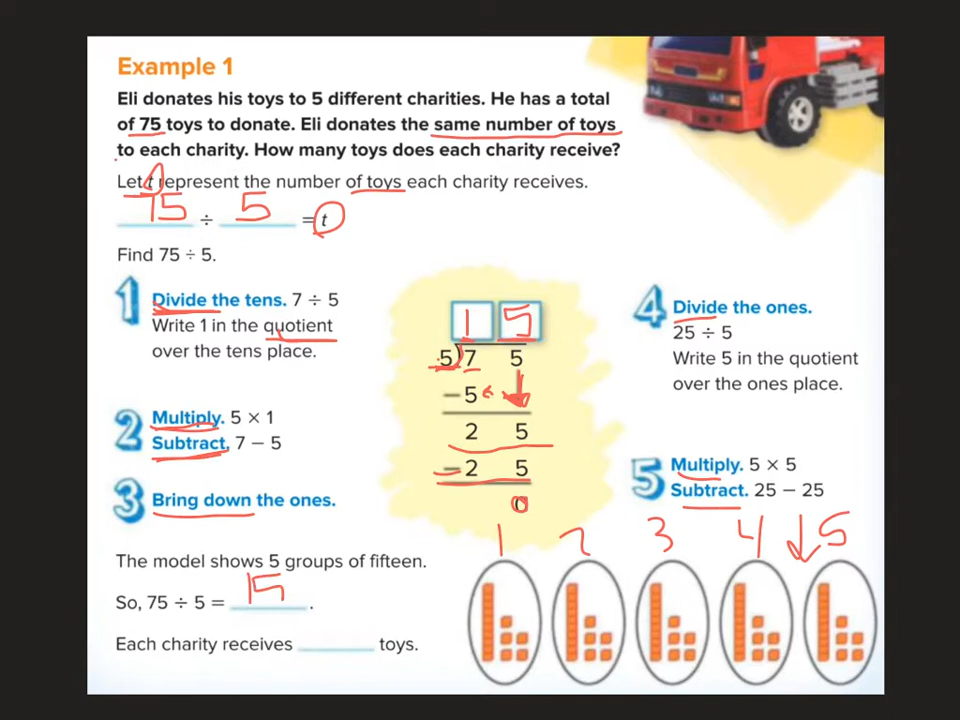 Example 1
Eli donates his toys to 5 different charities. He has a total
of 75 toys to donate. Eli donates the same number of toys
to each charity. How many toys does each charity receive?
Let t represent the number of toys each charity receives.
75 ÷ 5 = t
Find 75 ÷ 5.
1 Divide the tens. 7 ÷ 5
Write 1 in the quotient
over the tens place.
2 Multiply. 5 × 1
Subtract. 7 − 5
3 Bring down the ones.
1 5
5)7 5
−5
2 5
−2 5
0
4 Divide the ones.
25 ÷ 5
Write 5 in the quotient
over the ones place.
5 Multiply. 5 × 5
Subtract. 25 − 25
The model shows 5 groups of fifteen.
So, 75 ÷ 5 = 15.
Each charity receives ______ toys.
1 2 3 4 5